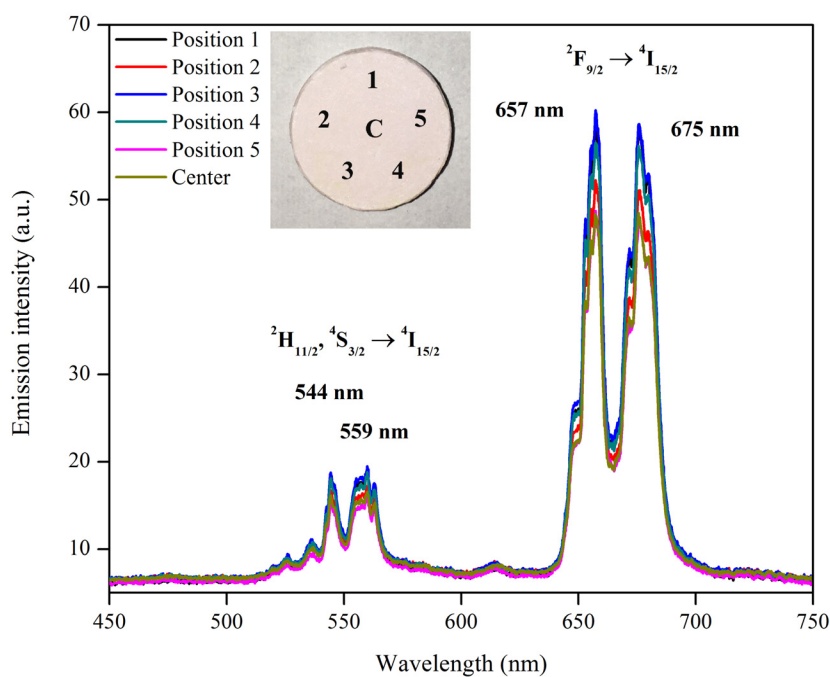 Position 1
Position 2
Position 3
Position 4
Position 5
Center
1
2
5
C
3
4
²F₉/₂ → ⁴I₁₅/₂
657 nm
675 nm
²H₁₁/₂, ⁴S₃/₂ → ⁴I₁₅/₂
544 nm
559 nm
Emission intensity (a.u.)
70
60
50
40
30
20
10
450 500 550 600 650 700 750
Wavelength (nm)